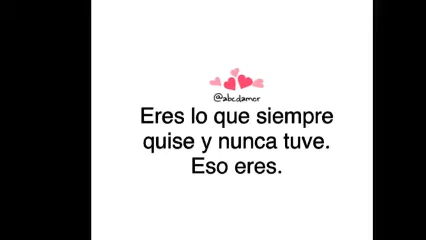 @abcdamor
Eres lo que siempre
quise y nunca tuve.
Eso eres.